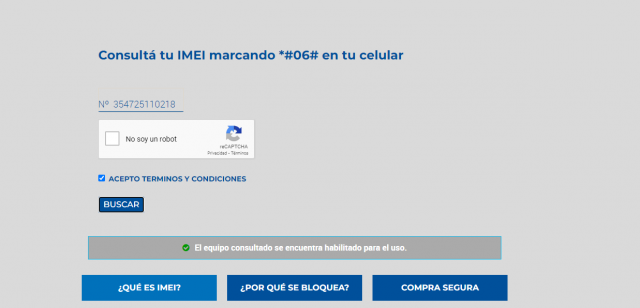 Consultá tu IMEI marcando *#06# en tu celular
Nº 354725110218
No soy un robot
reCAPTCHA
Privacidad - Términos
ACEPTO TERMINOS Y CONDICIONES
BUSCAR
El equipo consultado se encuentra habilitado para el uso.
¿QUÉ ES IMEI? ¿POR QUÉ SE BLOQUEA? COMPRA SEGURA